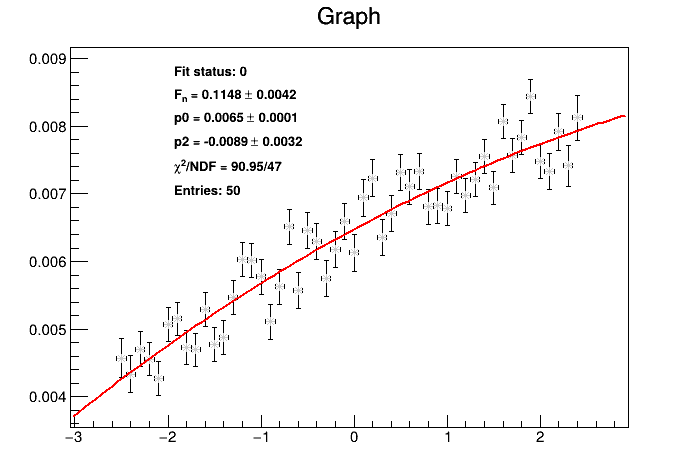 Graph
Fit status: 0
Fn = 0.1148 ± 0.0042
p0 = 0.0065 ± 0.0001
p2 = -0.0089 ± 0.0032
χ²/NDF = 90.95/47
Entries: 50
0.009
0.008
0.007
0.006
0.005
0.004
−3 −2 −1 0 1 2